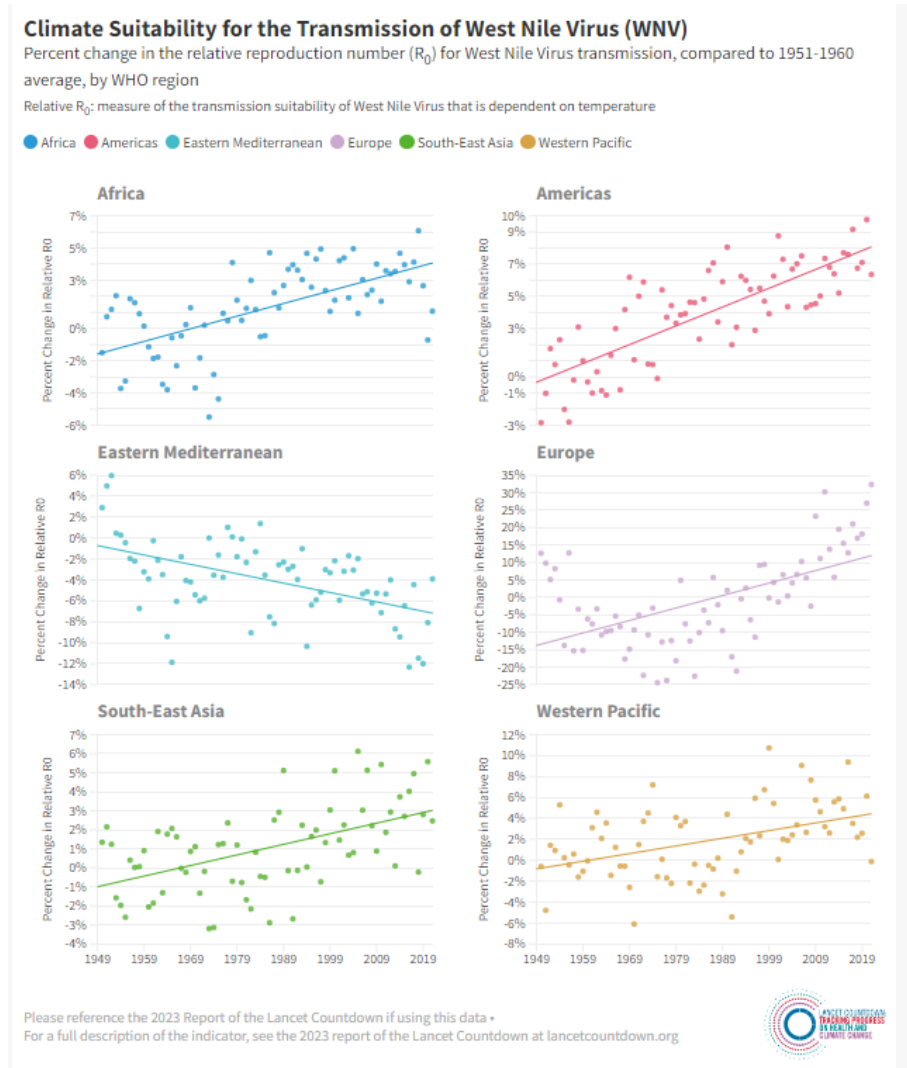 Climate Suitability for the Transmission of West Nile Virus (WNV)
Percent change in the relative reproduction number (R0) for West Nile Virus transmission, compared to 1951-1960
average, by WHO region
Relative R0: measure of the transmission suitability of West Nile Virus that is dependent on temperature
Africa Americas Eastern Mediterranean Europe South-East Asia Western Pacific
Africa
7%
5%
3%
0%
-2%
-4%
-6%
Percent Change in Relative R0
Americas
10%
9%
7%
5%
3%
0%
-1%
-3%
Percent Change in Relative R0
Eastern Mediterranean
6%
4%
2%
0%
-2%
-4%
-6%
-8%
-10%
-12%
-14%
Percent Change in Relative R0
Europe
35%
30%
25%
20%
15%
10%
5%
0%
-5%
-10%
-15%
-20%
-25%
Percent Change in Relative R0
South-East Asia
7%
6%
5%
4%
3%
2%
1%
0%
-1%
-2%
-3%
-4%
Percent Change in Relative R0
1949 1959 1969 1979 1989 1999 2009 2019
Western Pacific
12%
10%
8%
6%
4%
2%
0%
-2%
-4%
-6%
-8%
Percent Change in Relative R0
1949 1959 1969 1979 1989 1999 2009 2019
Please reference the 2023 Report of the Lancet Countdown if using this data •
For a full description of the indicator, see the 2023 report of the Lancet Countdown at lancetcountdown.org
LANCET COUNTDOWN:
TRACKING PROGRESS
ON HEALTH AND
CLIMATE CHANGE